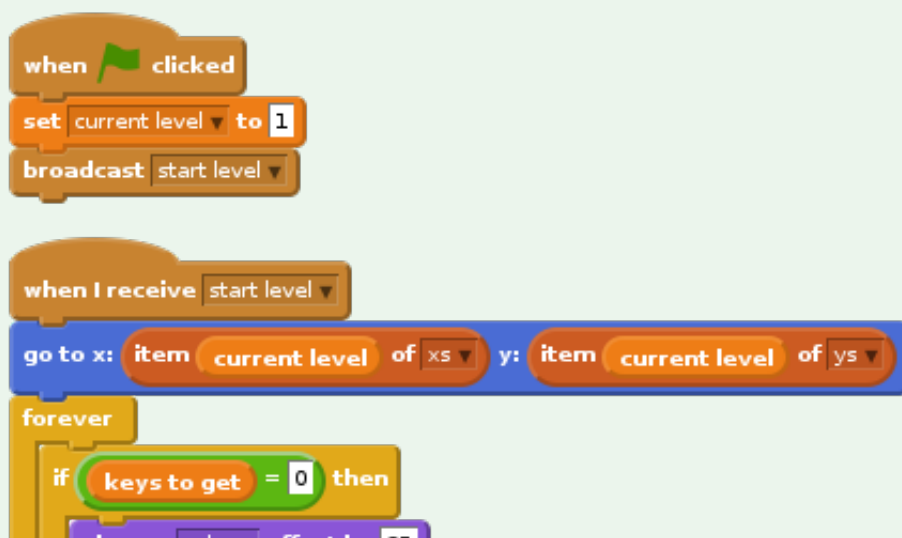 when clicked
set current level ▼ to 1
broadcast start level ▼
when I receive start level ▼
go to x: item current level of xs ▼ y: item current level of ys ▼
forever
if keys to get = 0 then